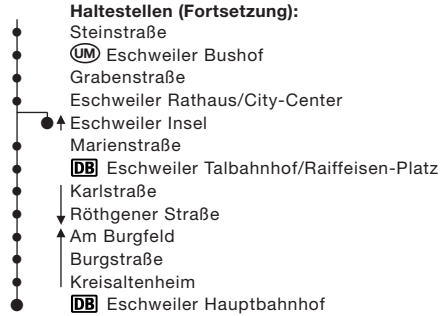 Haltestellen (Fortsetzung):
Steinstraße
UM Eschweiler Bushof
Grabenstraße
Eschweiler Rathaus/City-Center
Eschweiler Insel
Marienstraße
DB Eschweiler Talbahnhof/Raiffeisen-Platz
Karlstraße
Röthgener Straße
Am Burgfeld
Burgstraße
Kreisaltenheim
DB Eschweiler Hauptbahnhof